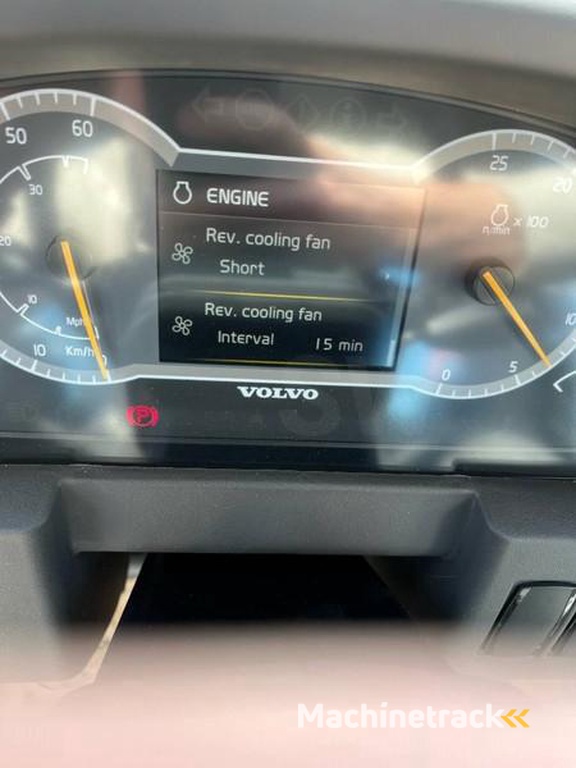 50 60
30
20
10
Mph
10 Km/h
ENGINE
Rev. cooling fan
Short
Rev. cooling fan
Interval 15 min
25
20
x 100
n/min
10
5
0
VOLVO
P
Machinetrack